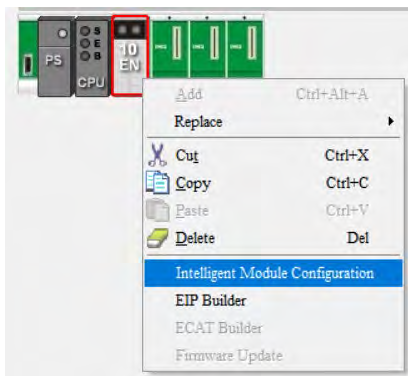 S
E
B
PS
CPU
10
EN
Add Ctrl+Alt+A
Replace
Cut Ctrl+X
Copy Ctrl+C
Paste Ctrl+V
Delete Del
Intelligent Module Configuration
EIP Builder
ECAT Builder
Firmware Update